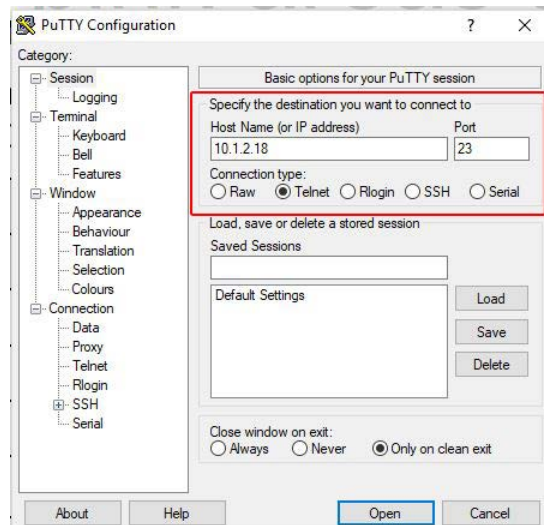 PuTTY Configuration ? ×
Category:
Session
Logging
Terminal
Keyboard
Bell
Features
Window
Appearance
Behaviour
Translation
Selection
Colours
Connection
Data
Proxy
Telnet
Rlogin
SSH
Serial
Basic options for your PuTTY session
Specify the destination you want to connect to
Host Name (or IP address) Port
10.1.2.18 23
Connection type:
Raw Telnet Rlogin SSH Serial
Load, save or delete a stored session
Saved Sessions
Default Settings
Load
Save
Delete
Close window on exit:
Always Never Only on clean exit
About Help Open Cancel